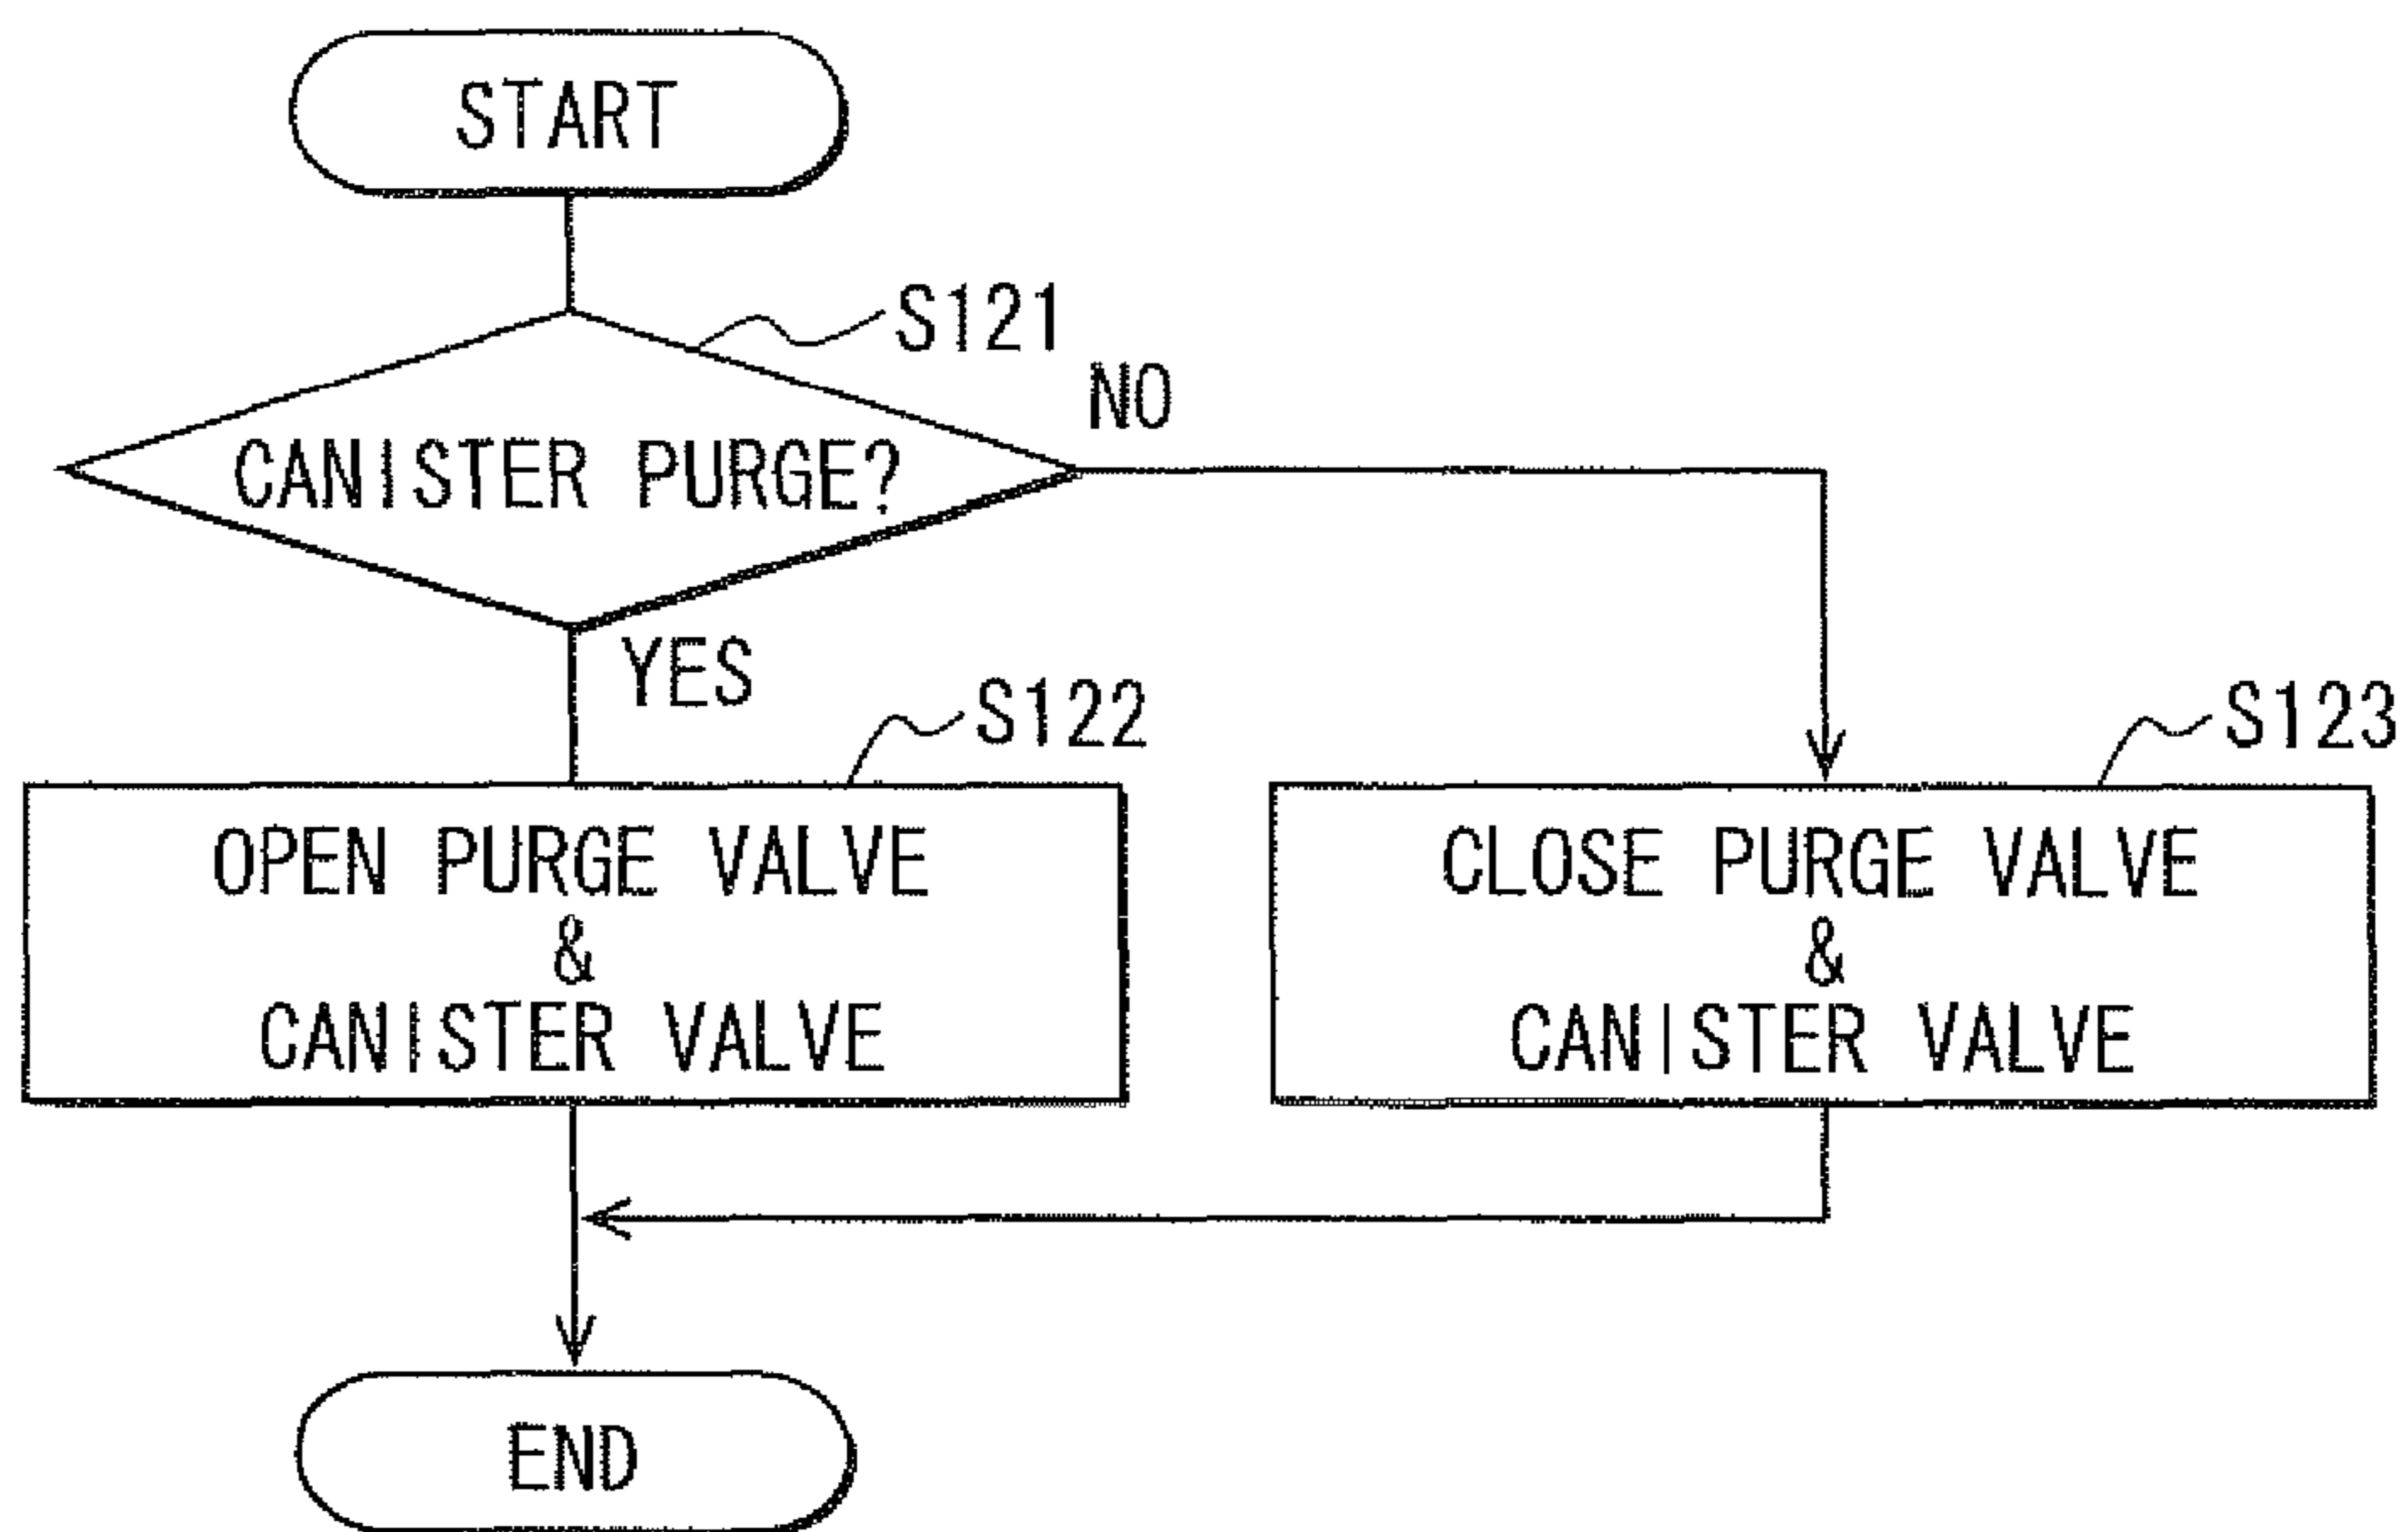 START
S121
NO
CANISTER PURGE?
YES
S122
S123
OPEN PURGE VALVE
&
CANISTER VALVE
CLOSE PURGE VALVE
&
CANISTER VALVE
END